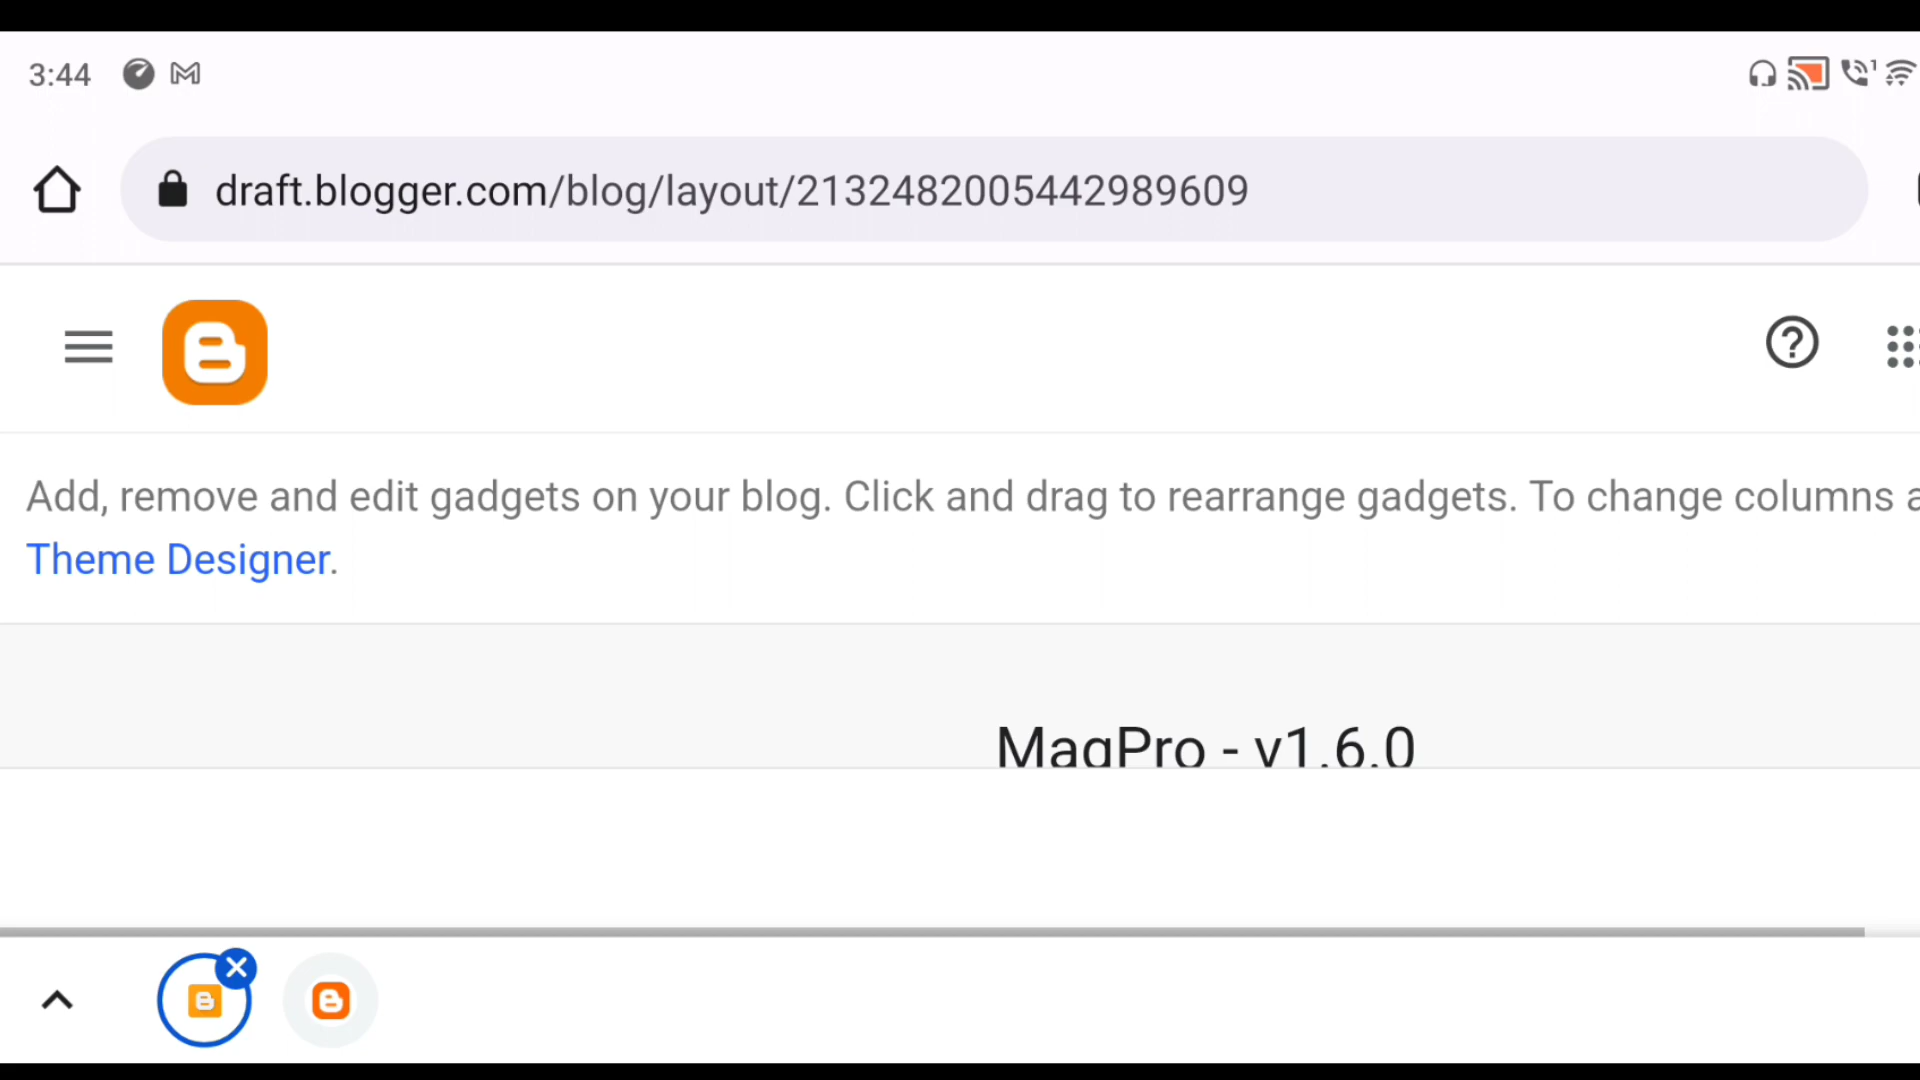 3:44
draft.blogger.com/blog/layout/2132482005442989609
Add, remove and edit gadgets on your blog. Click and drag to rearrange gadgets. To change columns a
Theme Designer.
MagPro - v1.6.0